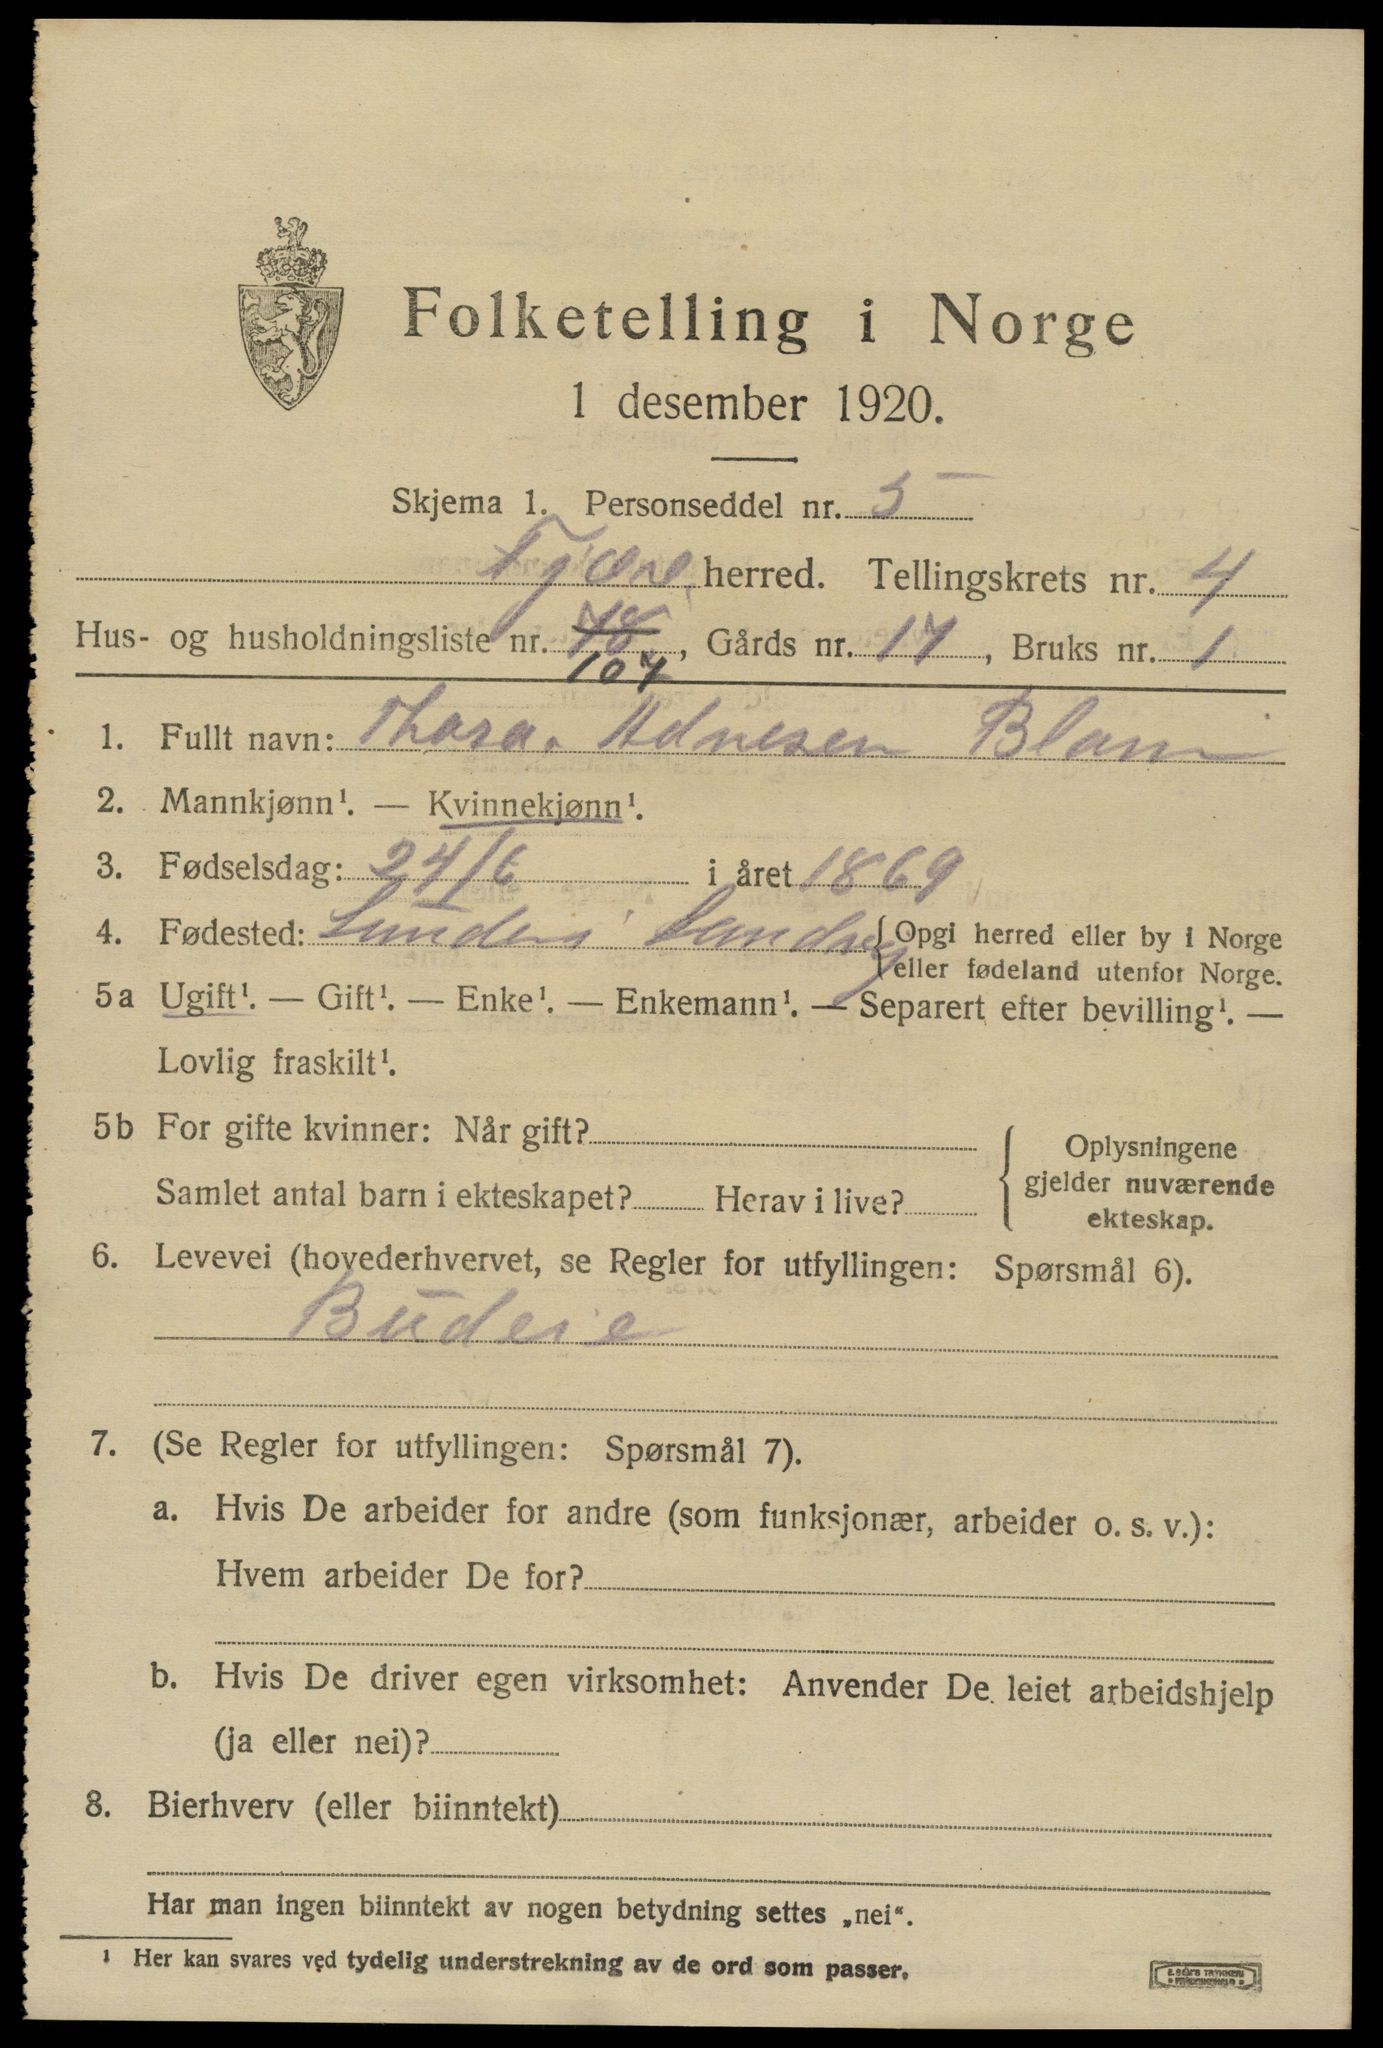 Folketelling i Norge
1 desember 1920.
Skjema 1. Personseddel nr. 5
Tjøme herred. Tellingskrets nr. 4
Hus- og husholdningsliste nr. 78. 107, Gårds nr. 17, Bruks nr. 1
1. Fullt navn: Thora. Adnesen
2. Mannkjønn¹. — Kvinnekjønn¹.
3. Fødselsdag: 24/6 i året 1869
4. Fødested: { Opgi herred eller by i Norge
eller fødeland utenfor Norge.
5a Ugift¹. — Gift¹. — Enke¹. — Enkemann¹. — Separert efter bevilling¹. —
Lovlig fraskilt¹.
5b For gifte kvinner: Når gift?
Samlet antal barn i ekteskapet? Herav i live?
{ Oplysningene
gjelder nuværende
ekteskap.
6. Levevei (hovederhvervet, se Regler for utfyllingen: Spørsmål 6).
Budeie
7. (Se Regler for utfyllingen: Spørsmål 7).
a. Hvis De arbeider for andre (som funksjonær, arbeider o. s. v.):
Hvem arbeider De for?
b. Hvis De driver egen virksomhet: Anvender De leiet arbeidshjelp
(ja eller nei)?
8. Bierhverv (eller biinntekt)
Har man ingen biinntekt av nogen betydning settes „nei“.
¹ Her kan svares ved tydelig understrekning av de ord som passer.